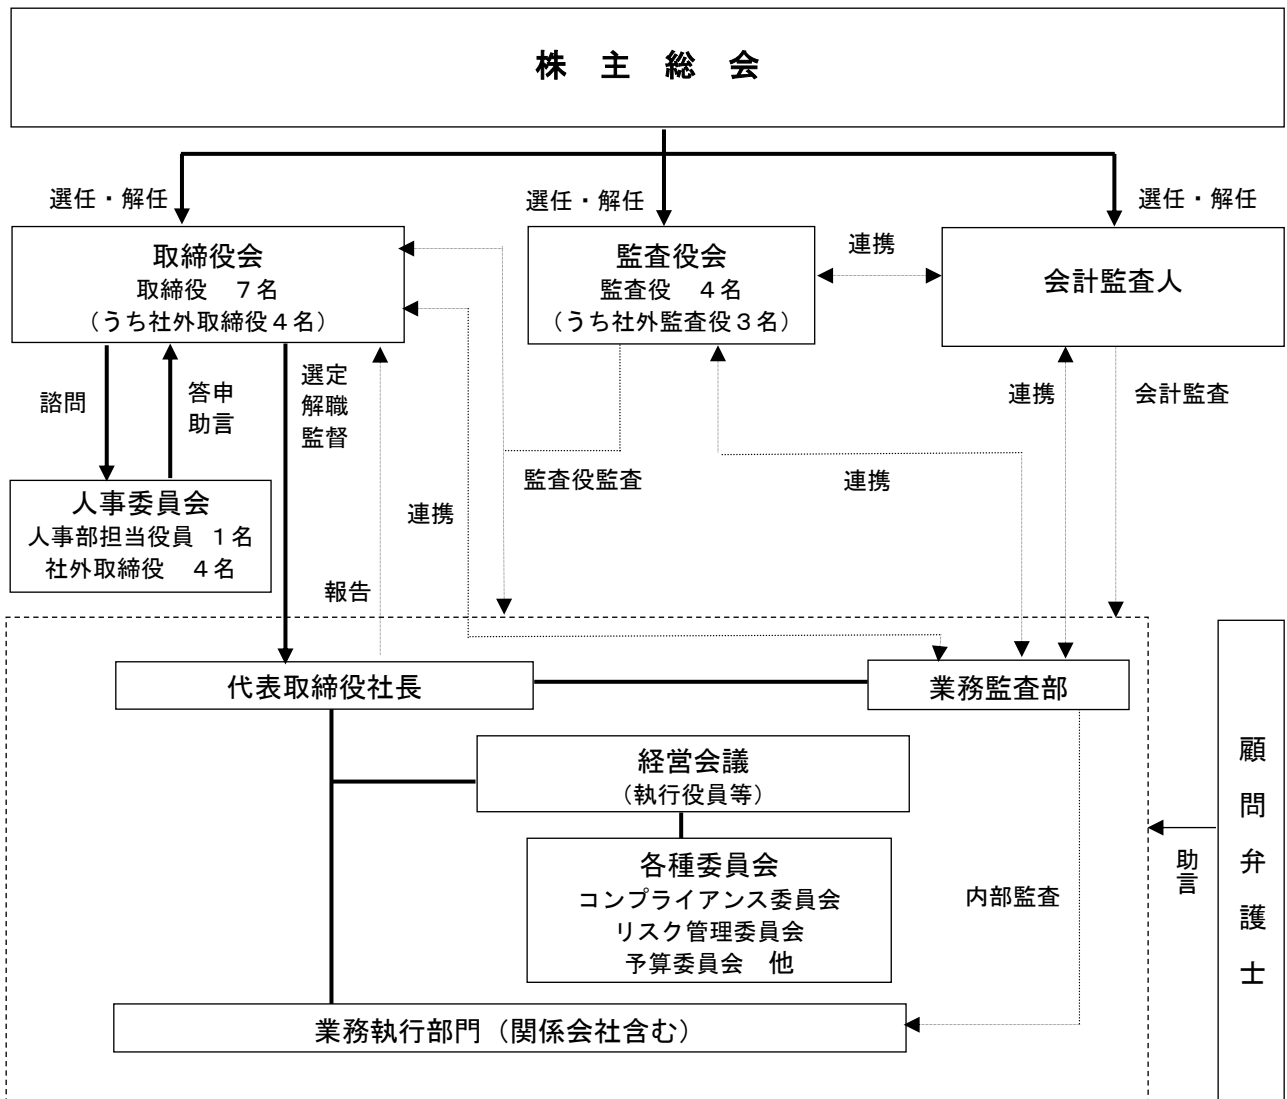 株　主　総　会
選任・解任
選任・解任
選任・解任
取締役会
取締役　７名
（うち社外取締役４名）
監査役会
監査役　４名
（うち社外監査役３名）
連携
会計監査人
諮問
答申
助言
選定
解職
監督
連携
会計監査
人事委員会
人事部担当役員　１名
社外取締役　４名
連携
監査役監査
連携
報告
代表取締役社長
業務監査部
経営会議
（執行役員等）
各種委員会
コンプライアンス委員会
リスク管理委員会
予算委員会　他
内部監査
助言
顧問弁護士
業務執行部門（関係会社含む）